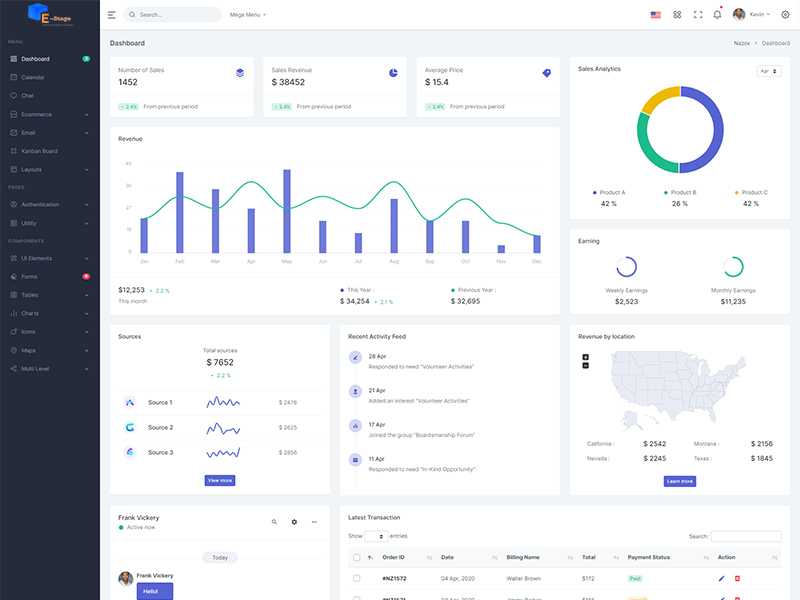 E-Stage
Search...
Mega Menu
Kevin
MENU
Dashboard
3
Calendar
Chat
Ecommerce
Email
Kanban Board
Layouts
PAGES
Authentication
Utility
COMPONENTS
UI Elements
Forms
Tables
Charts
Icons
Maps
Multi Level
Dashboard
Nazox > Dashboard
Number of Sales
1452
2.4% From previous period
Sales Revenue
$ 38452
2.4% From previous period
Average Price
$ 15.4
2.4% From previous period
Revenue
45
36
27
18
9
Jan Feb Mar Apr May Jun Jul Aug Sep Oct Nov Dec
$12,253 2.2 %
This month
This Year :
$ 34,254 2.1 %
Previous Year :
$ 32,695
Sales Analytics
Apr
Product A
42 %
Product B
26 %
Product C
42 %
Earning
Weekly Earnings
$2,523
Monthly Earnings
$11,235
Sources
Total sources
$ 7652
2.2 %
Source 1 $ 2478
Source 2 $ 2625
Source 3 $ 2856
View more
Recent Activity Feed
28 Apr
Responded to need "Volunteer Activities"
21 Apr
Added an interest "Volunteer Activities"
17 Apr
Joined the group "Boardsmanship Forum"
11 Apr
Responded to need "In-Kind Opportunity"
Revenue by location
California : $ 2542
Montana : $ 2156
Nevada : $ 2245
Texas : $ 1845
Learn more
Frank Vickery
Active now
Today
Frank Vickery
Hello!
Latest Transaction
Show entries
Search:
Order ID Date Billing Name Total Payment Status Action
#NZ1572 04 Apr, 2020 Walter Brown $172 Paid